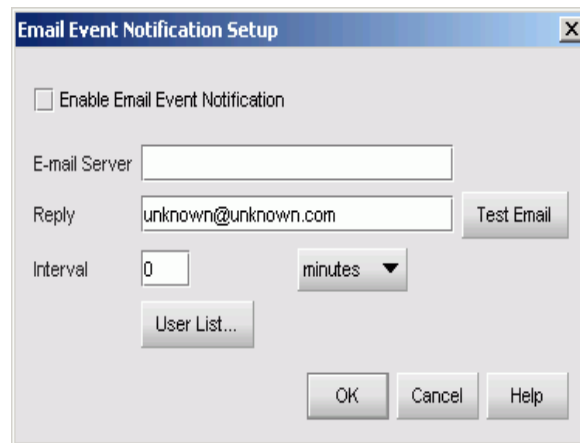 Email Event Notification Setup
Enable Email Event Notification
E-mail Server
Reply unknown@unknown.com Test Email
Interval 0 minutes
User List...
OK Cancel Help